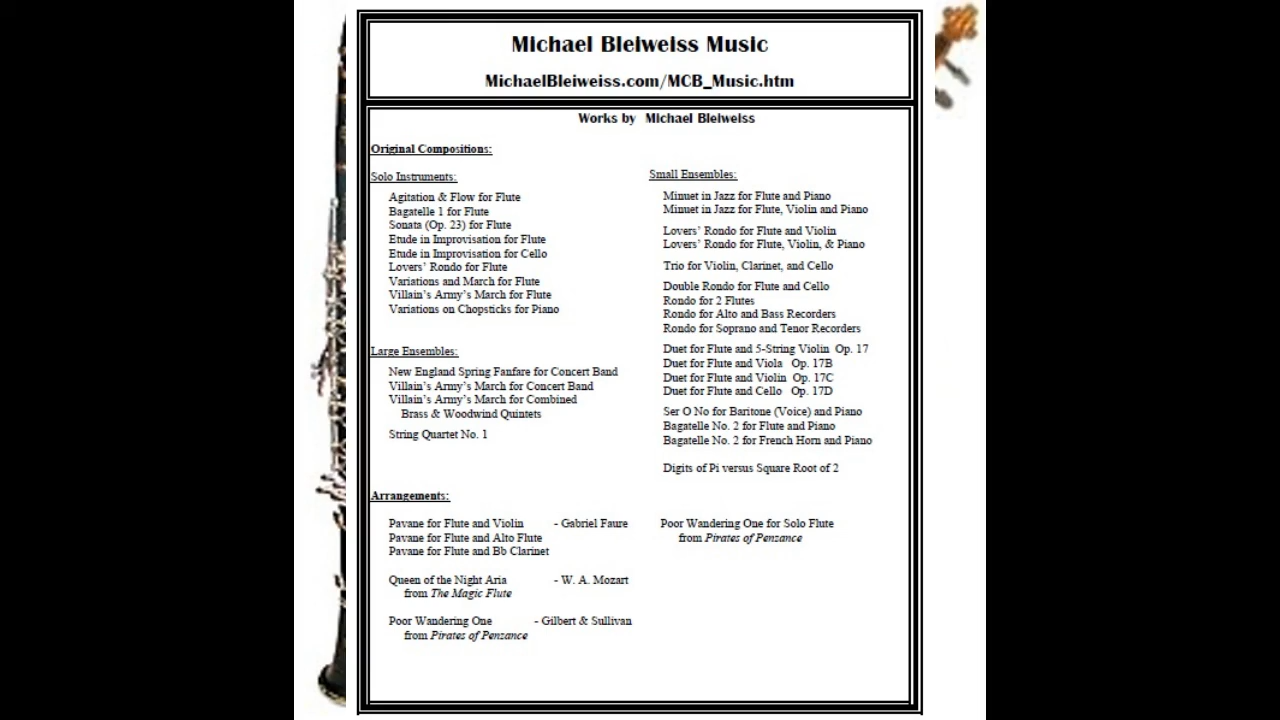 Michael Bleiweiss Music
MichaelBleiweiss.com/MCB_Music.htm
Works by Michael Bleiweiss
Original Compositions:
Solo Instruments:
Agitation & Flow for Flute
Bagatelle 1 for Flute
Sonata (Op. 23) for Flute
Etude in Improvisation for Flute
Etude in Improvisation for Cello
Lovers' Rondo for Flute
Variations and March for Flute
Villain's Army's March for Flute
Variations on Chopsticks for Piano
Large Ensembles:
New England Spring Fanfare for Concert Band
Villain's Army's March for Concert Band
Villain's Army's March for Combined
Brass & Woodwind Quintets
String Quartet No. 1
Small Ensembles:
Minuet in Jazz for Flute and Piano
Minuet in Jazz for Flute, Violin and Piano
Lovers' Rondo for Flute and Violin
Lovers' Rondo for Flute, Violin, & Piano
Trio for Violin, Clarinet, and Cello
Double Rondo for Flute and Cello
Rondo for 2 Flutes
Rondo for Alto and Bass Recorders
Rondo for Soprano and Tenor Recorders
Duet for Flute and 5-String Violin Op. 17
Duet for Flute and Viola Op. 17B
Duet for Flute and Violin Op. 17C
Duet for Flute and Cello Op. 17D
Ser O No for Baritone (Voice) and Piano
Bagatelle No. 2 for Flute and Piano
Bagatelle No. 2 for French Horn and Piano
Digits of Pi versus Square Root of 2
Arrangements:
Pavane for Flute and Violin - Gabriel Faure
Pavane for Flute and Alto Flute
Pavane for Flute and Bb Clarinet
Queen of the Night Aria - W. A. Mozart
from The Magic Flute
Poor Wandering One - Gilbert & Sullivan
from Pirates of Penzance
Poor Wandering One for Solo Flute
from Pirates of Penzance